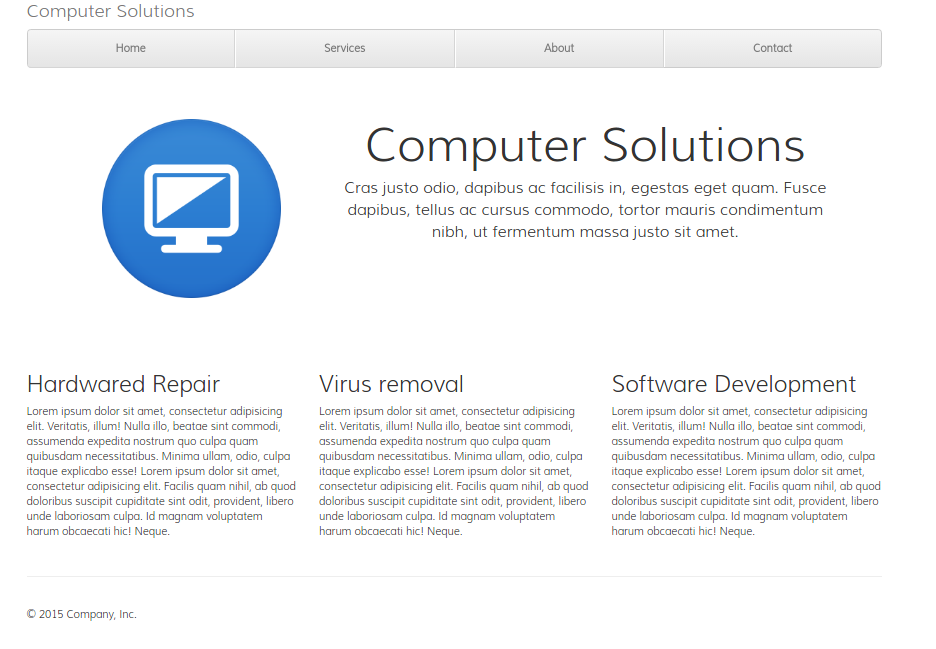 Computer Solutions
Home Services About Contact
Computer Solutions
Cras justo odio, dapibus ac facilisis in, egestas eget quam. Fusce
dapibus, tellus ac cursus commodo, tortor mauris condimentum
nibh, ut fermentum massa justo sit amet.
Hardwared Repair
Lorem ipsum dolor sit amet, consectetur adipisicing
elit. Veritatis, illum! Nulla illo, beatae sint commodi,
assumenda expedita nostrum quo culpa quam
quibusdam necessitatibus. Minima ullam, odio, culpa
itaque explicabo esse! Lorem ipsum dolor sit amet,
consectetur adipisicing elit. Facilis quam nihil, ab quod
doloribus suscipit cupiditate sint odit, provident, libero
unde laboriosam culpa. Id magnam voluptatem
harum obcaecati hic! Neque.
Virus removal
Lorem ipsum dolor sit amet, consectetur adipisicing
elit. Veritatis, illum! Nulla illo, beatae sint commodi,
assumenda expedita nostrum quo culpa quam
quibusdam necessitatibus. Minima ullam, odio, culpa
itaque explicabo esse! Lorem ipsum dolor sit amet,
consectetur adipisicing elit. Facilis quam nihil, ab quod
doloribus suscipit cupiditate sint odit, provident, libero
unde laboriosam culpa. Id magnam voluptatem
harum obcaecati hic! Neque.
Software Development
Lorem ipsum dolor sit amet, consectetur adipisicing
elit. Veritatis, illum! Nulla illo, beatae sint commodi,
assumenda expedita nostrum quo culpa quam
quibusdam necessitatibus. Minima ullam, odio, culpa
itaque explicabo esse! Lorem ipsum dolor sit amet,
consectetur adipisicing elit. Facilis quam nihil, ab quod
doloribus suscipit cupiditate sint odit, provident, libero
unde laboriosam culpa. Id magnam voluptatem
harum obcaecati hic! Neque.
© 2015 Company, Inc.